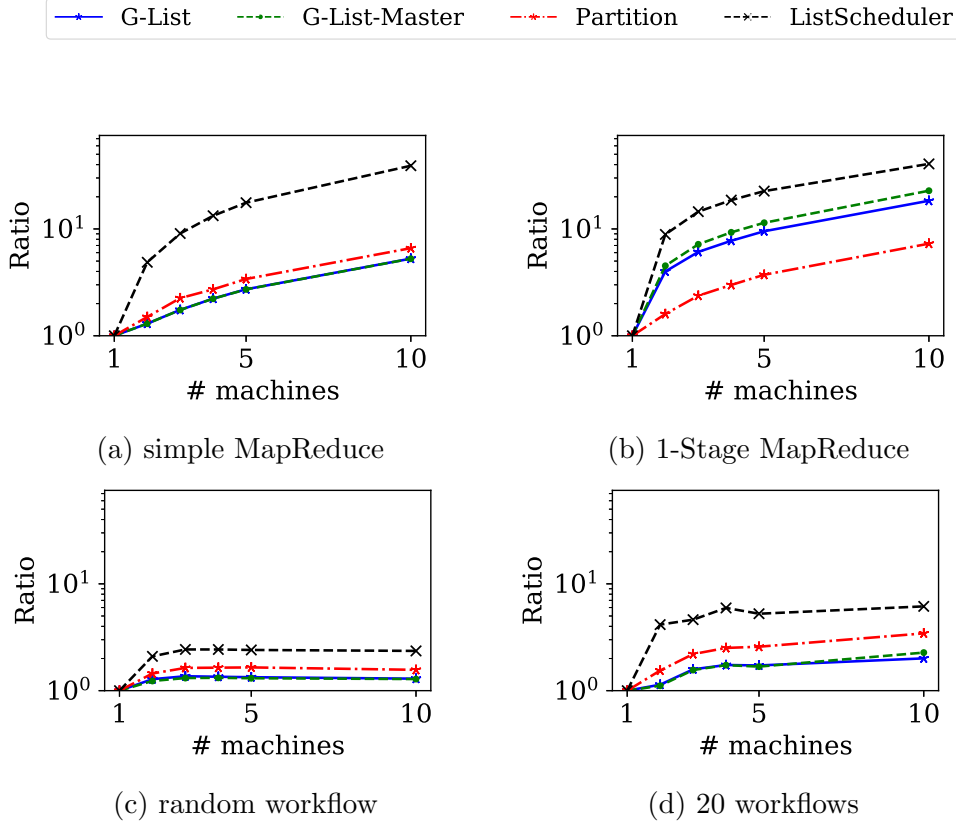 G-List G-List-Master Partition ListScheduler
Ratio
10^1
10^0
1 5 10
# machines
(a) simple MapReduce
Ratio
10^1
10^0
1 5 10
# machines
(b) 1-Stage MapReduce
Ratio
10^1
10^0
1 5 10
# machines
(c) random workflow
Ratio
10^1
10^0
1 5 10
# machines
(d) 20 workflows